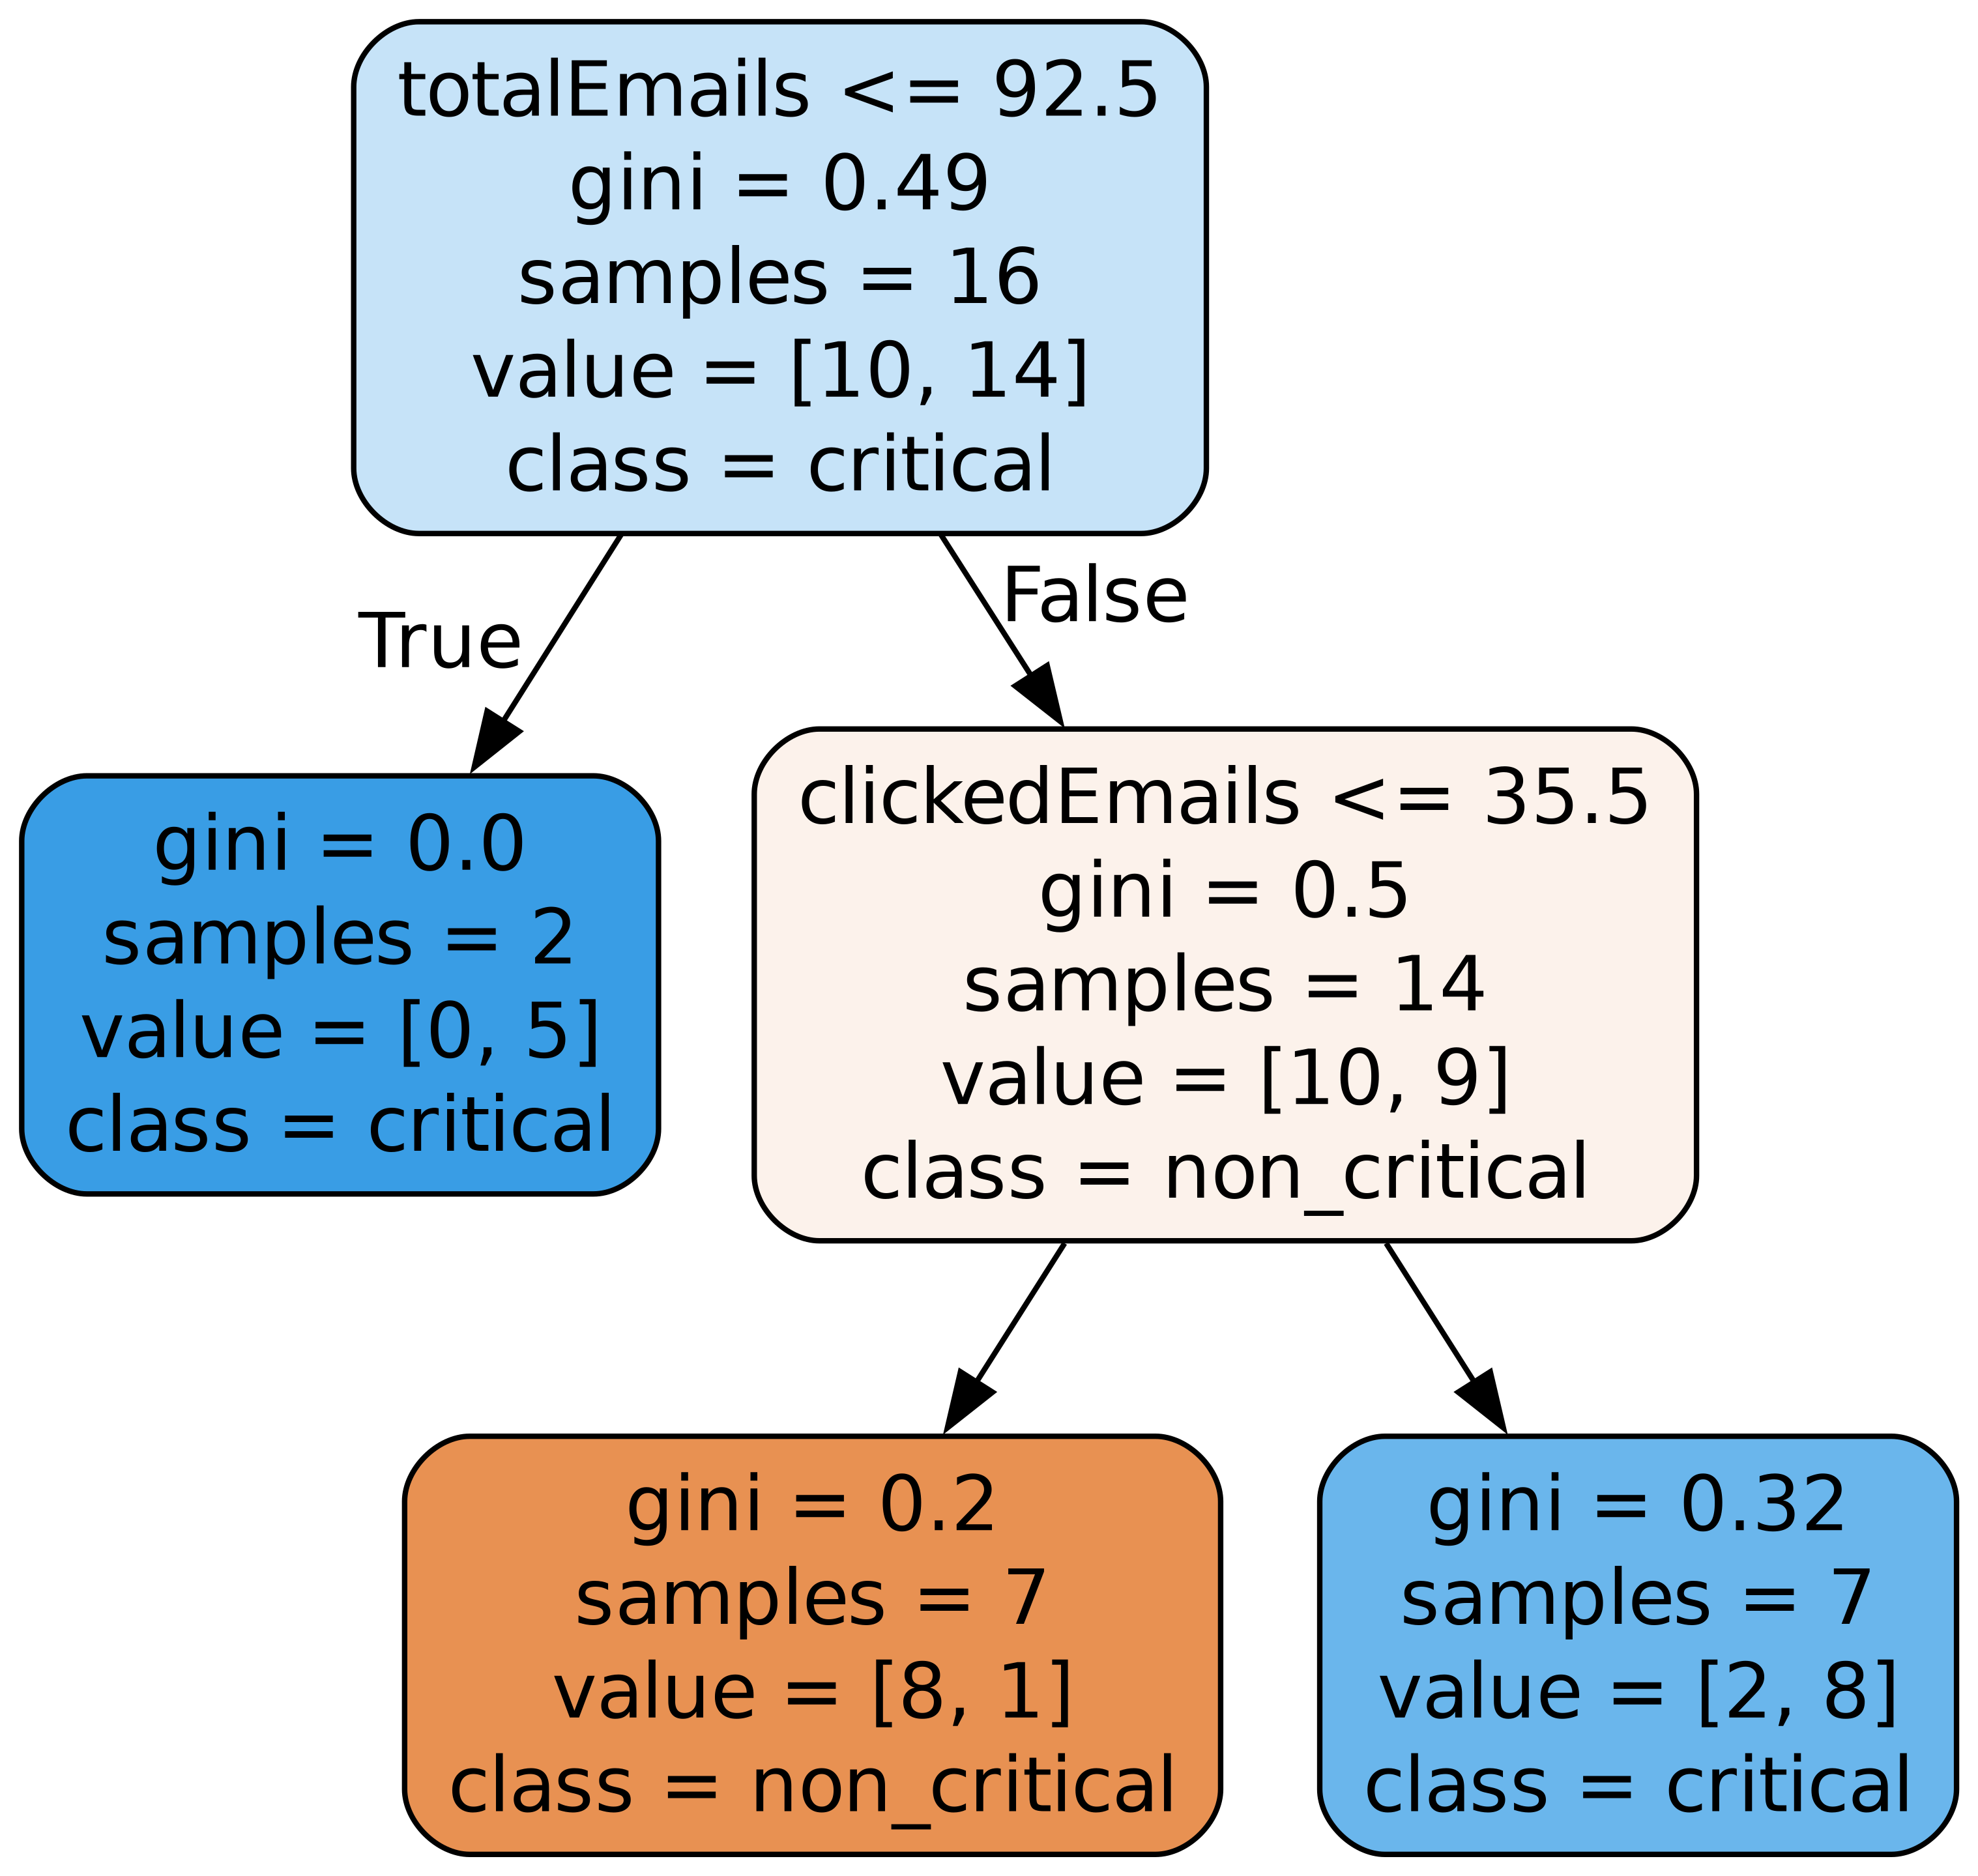 totalEmails <= 92.5
gini = 0.49
samples = 16
value = [10, 14]
class = critical
True
False
gini = 0.0
samples = 2
value = [0, 5]
class = critical
clickedEmails <= 35.5
gini = 0.5
samples = 14
value = [10, 9]
class = non_critical
gini = 0.2
samples = 7
value = [8, 1]
class = non_critical
gini = 0.32
samples = 7
value = [2, 8]
class = critical